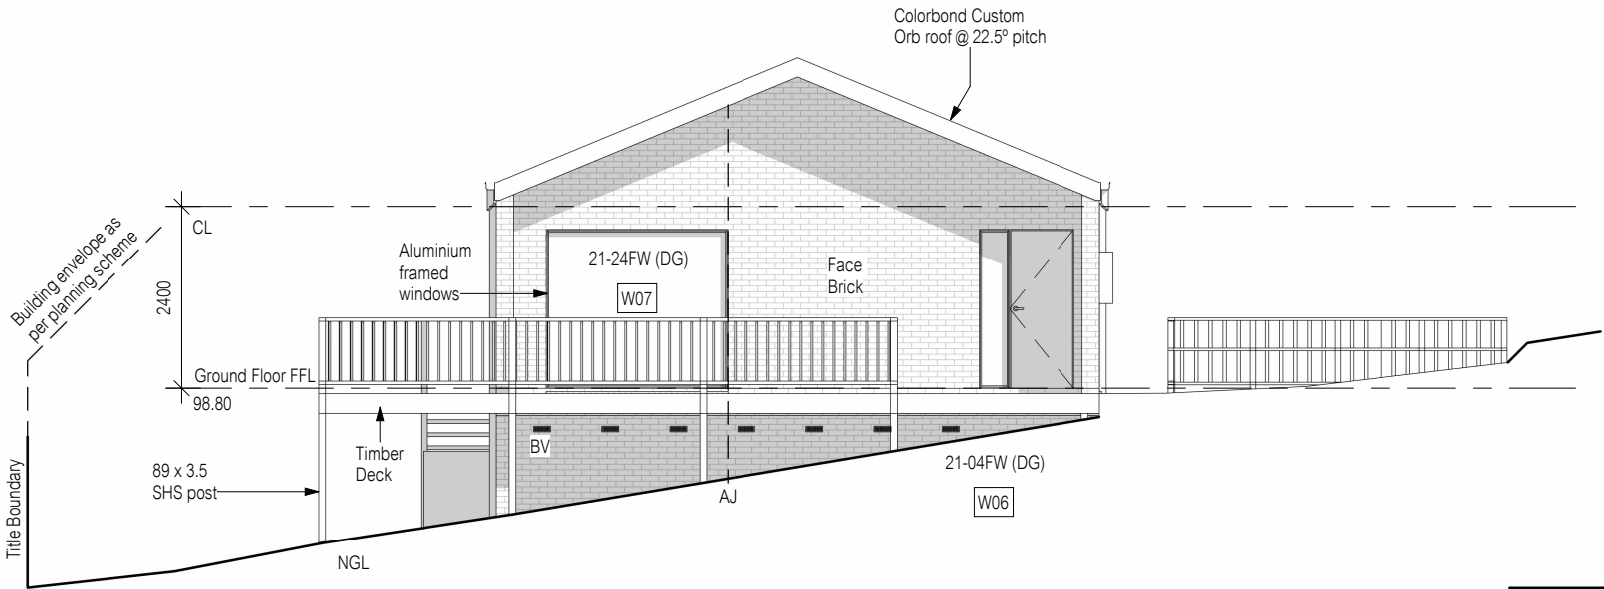 Colorbond Custom
Orb roof @ 22.5º pitch
CL
Building envelope as
per planning scheme
2400
Aluminium
framed
windows
21-24FW (DG)
W07
Face
Brick
Ground Floor FFL
98.80
Timber
Deck
BV
89 x 3.5
SHS post
21-04FW (DG)
W06
AJ
Title Boundary
NGL